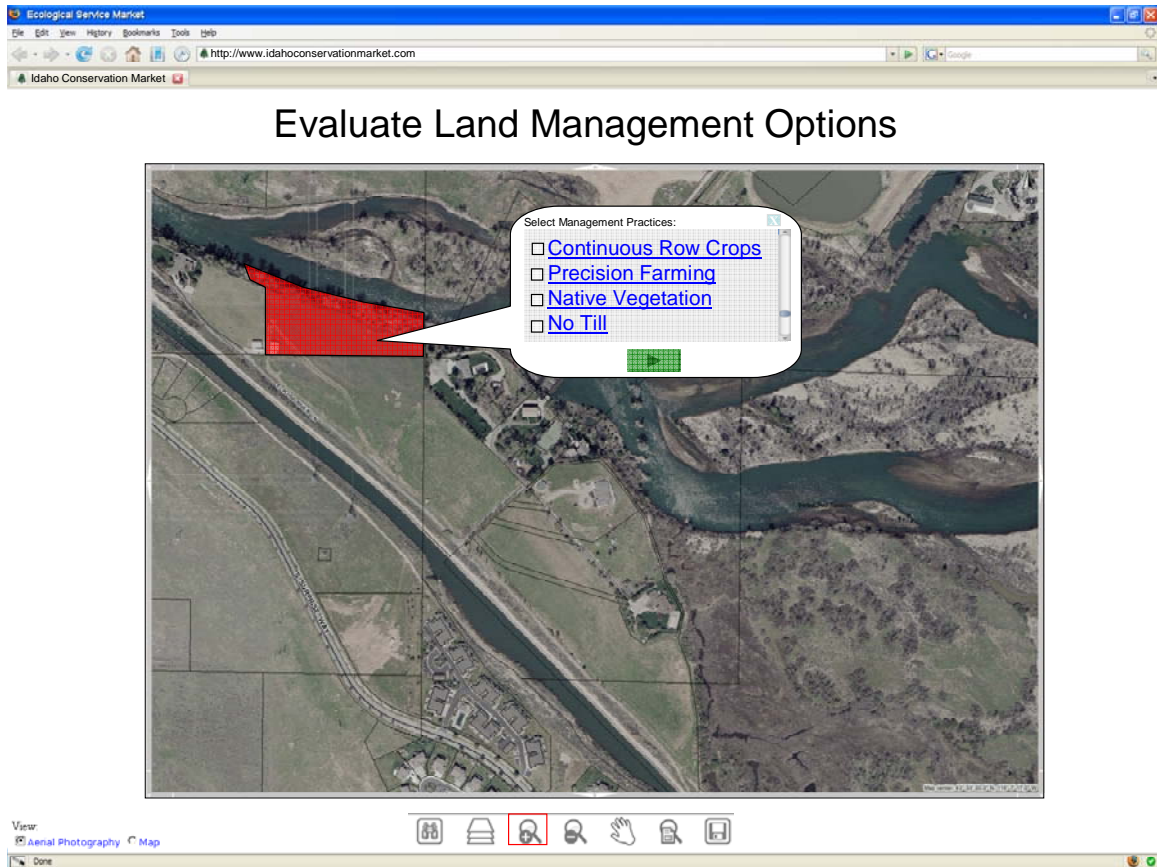 Ecological Service Market
File Edit View History Bookmarks Tools Help
http://www.idahoconservationmarket.com
Google
Idaho Conservation Market
Evaluate Land Management Options
Select Management Practices:
X
Continuous Row Crops
Precision Farming
Native Vegetation
No Till
View:
Aerial Photography Map
Done